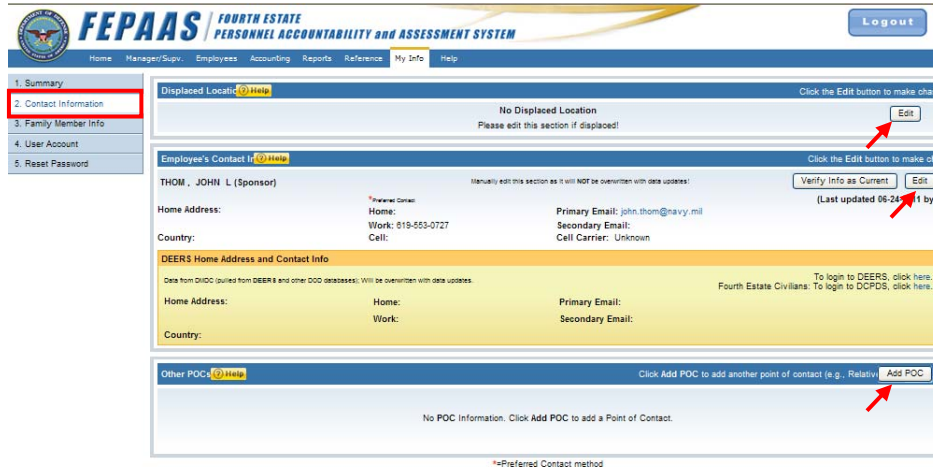 FEPAAS FOURTH ESTATE
PERSONNEL ACCOUNTABILITY and ASSESSMENT SYSTEM
Logout
Home Manager/Supv. Employees Accounting Reports Reference My Info Help
1. Summary
2. Contact Information
3. Family Member Info
4. User Account
5. Reset Password
Displaced Locatic Help Click the Edit button to make cha
No Displaced Location
Please edit this section if displaced!
Edit
Employee's Contact Ir Help Click the Edit button to make c
THOM , JOHN L (Sponsor) Manually edit this section as it will NOT be overwritten with data updates! Verify Info as Current Edit
(Last updated 06-24 11 by
*Preferred Contact
Home Address: Home: Primary Email: john.thom@navy.mil
Work: 619-553-0727 Secondary Email:
Country: Cell: Cell Carrier: Unknown
DEERS Home Address and Contact Info
Data from DMDC (pulled from DEERS and other DOD databases); Will be overwritten with data updates.
To login to DEERS, click here.
Fourth Estate Civilians: To login to DCPDS, click here.
Home Address: Home: Primary Email:
Work: Secondary Email:
Country:
Other POCs Help Click Add POC to add another point of contact (e.g., Relativ Add POC
No POC Information. Click Add POC to add a Point of Contact.
*=Preferred Contact method